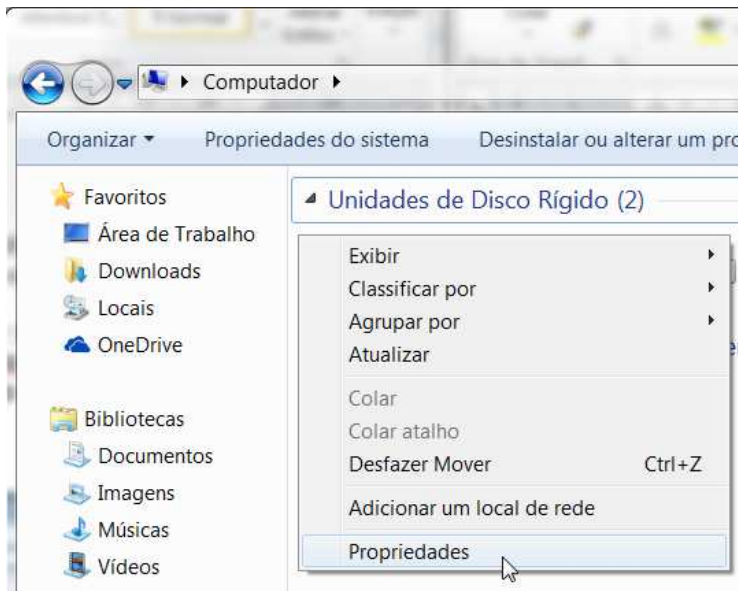 Computador
Organizar Propriedades do sistema Desinstalar ou alterar um pro
Favoritos
Área de Trabalho
Downloads
Locais
OneDrive
Bibliotecas
Documentos
Imagens
Músicas
Vídeos
Unidades de Disco Rígido (2)
Exibir
Classificar por
Agrupar por
Atualizar
Colar
Colar atalho
Desfazer Mover Ctrl+Z
Adicionar um local de rede
Propriedades